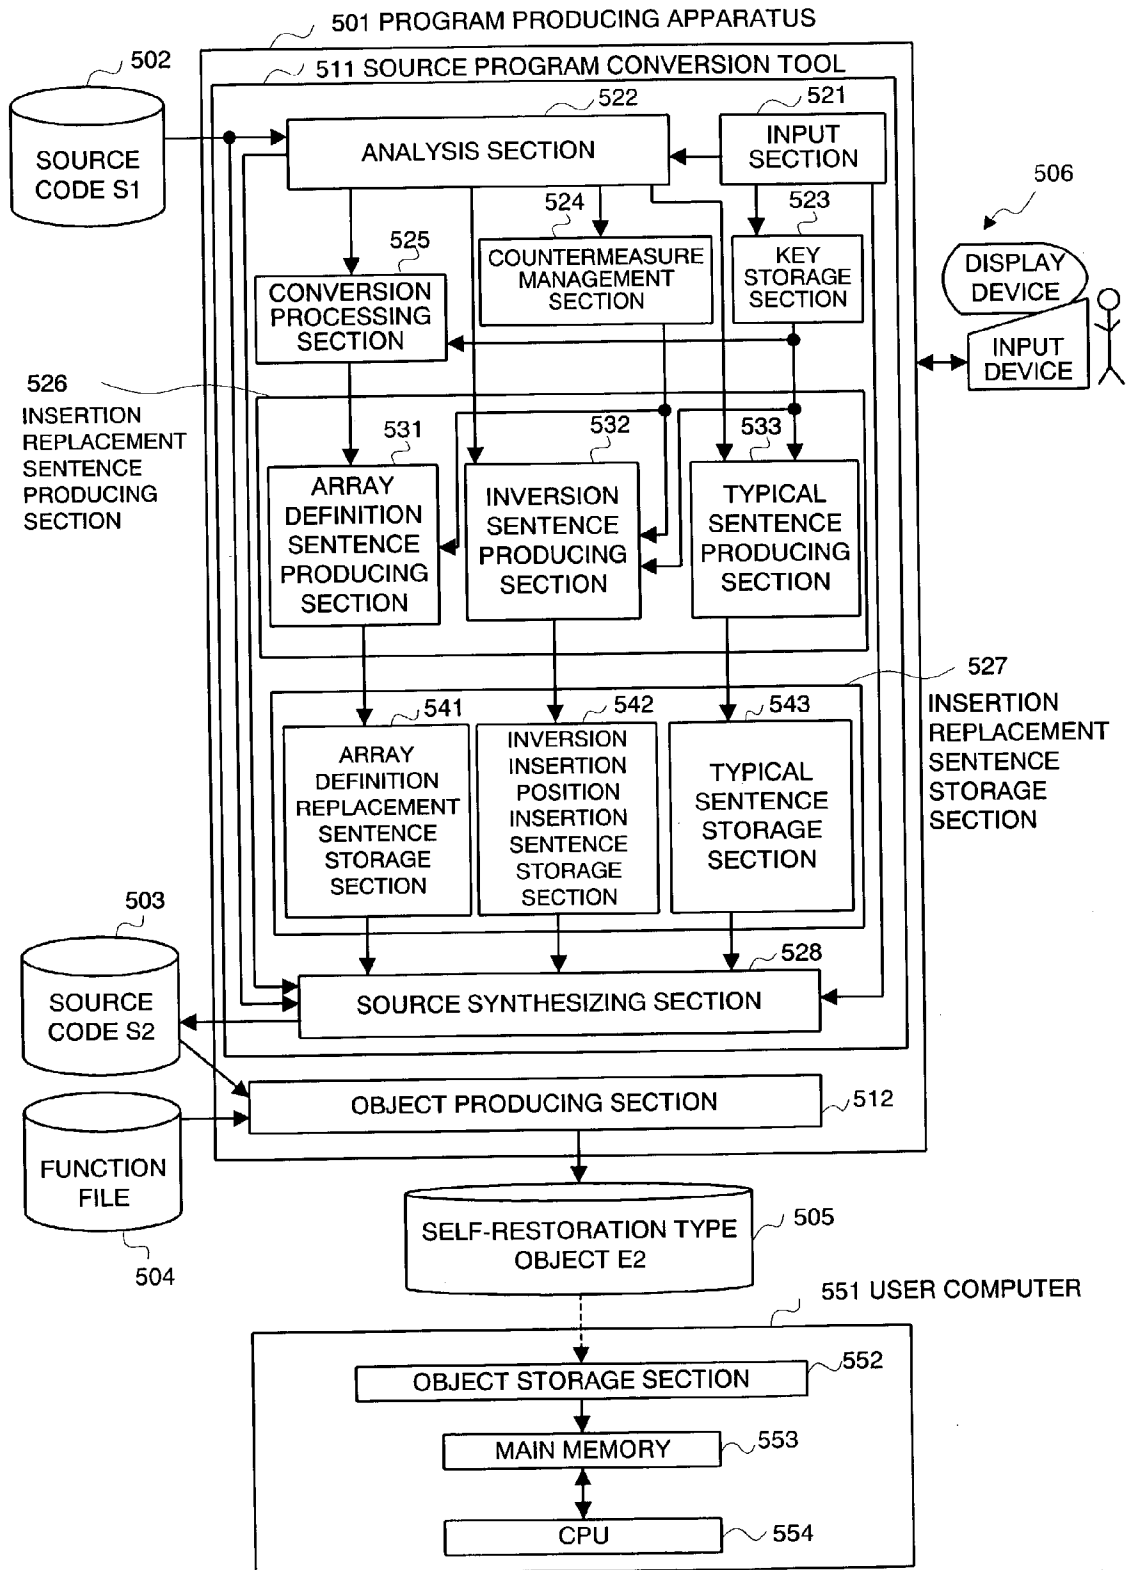 501 PROGRAM PRODUCING APPARATUS
502
511 SOURCE PROGRAM CONVERSION TOOL
SOURCE
CODE S1
522
ANALYSIS SECTION
521
INPUT
SECTION
506
DISPLAY
DEVICE
INPUT
DEVICE
524
COUNTERMEASURE
MANAGEMENT
SECTION
523
KEY
STORAGE
SECTION
525
CONVERSION
PROCESSING
SECTION
526
INSERTION
REPLACEMENT
SENTENCE
PRODUCING
SECTION
531
ARRAY
DEFINITION
SENTENCE
PRODUCING
SECTION
532
INVERSION
SENTENCE
PRODUCING
SECTION
533
TYPICAL
SENTENCE
PRODUCING
SECTION
527
INSERTION
REPLACEMENT
SENTENCE
STORAGE
SECTION
541
ARRAY
DEFINITION
REPLACEMENT
SENTENCE
STORAGE
SECTION
542
INVERSION
INSERTION
POSITION
INSERTION
SENTENCE
STORAGE
SECTION
543
TYPICAL
SENTENCE
STORAGE
SECTION
503
SOURCE
CODE S2
528
SOURCE SYNTHESIZING SECTION
OBJECT PRODUCING SECTION
512
FUNCTION
FILE
504
SELF-RESTORATION TYPE
OBJECT E2
505
551 USER COMPUTER
OBJECT STORAGE SECTION
552
MAIN MEMORY
553
CPU
554